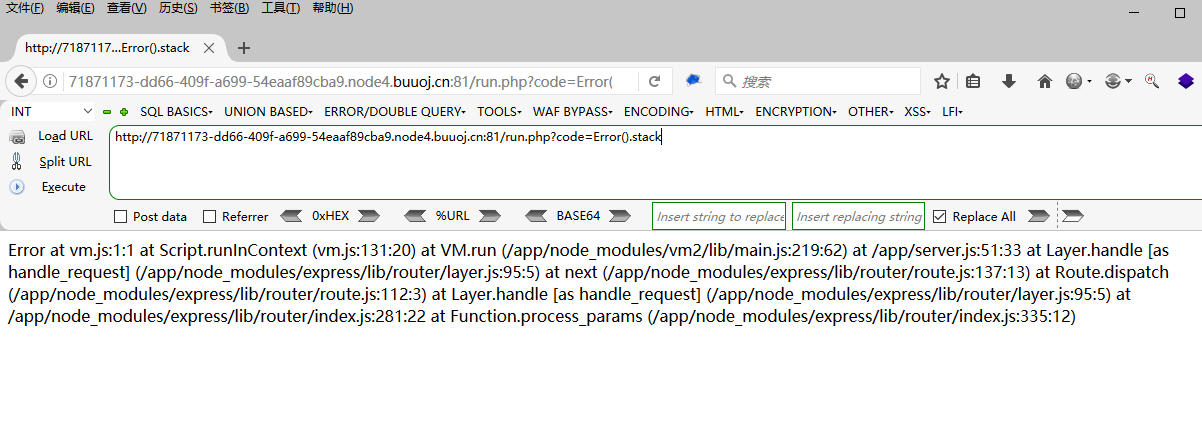 文件(F) 编辑(E) 查看(V) 历史(S) 书签(B) 工具(T) 帮助(H)
http://7187117...Error().stack
71871173-dd66-409f-a699-54eaaf89cba9.node4.buuoj.cn:81/run.php?code=Error( 搜索
INT SQL BASICS UNION BASED ERROR/DOUBLE QUERY TOOLS WAF BYPASS ENCODING HTML ENCRYPTION OTHER XSS LFI
Load URL http://71871173-dd66-409f-a699-54eaaf89cba9.node4.buuoj.cn:81/run.php?code=Error().stack
Split URL
Execute
Post data Referrer 0xHEX %URL BASE64 Insert string to replace Insert replacing string Replace All
Error at vm.js:1:1 at Script.runInContext (vm.js:131:20) at VM.run (/app/node_modules/vm2/lib/main.js:219:62) at /app/server.js:51:33 at Layer.handle [as
handle_request] (/app/node_modules/express/lib/router/layer.js:95:5) at next (/app/node_modules/express/lib/router/route.js:137:13) at Route.dispatch
(/app/node_modules/express/lib/router/route.js:112:3) at Layer.handle [as handle_request] (/app/node_modules/express/lib/router/layer.js:95:5) at
/app/node_modules/express/lib/router/index.js:281:22 at Function.process_params (/app/node_modules/express/lib/router/index.js:335:12)